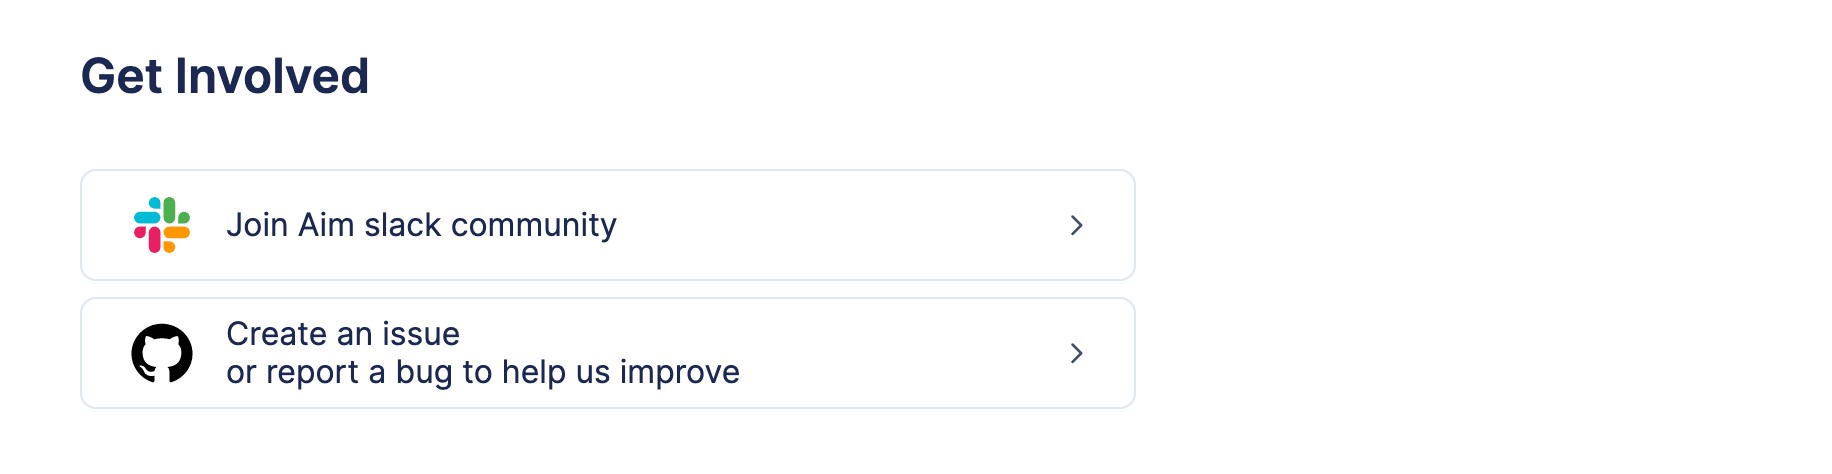 Get Involved
Join Aim slack community
Create an issue
or report a bug to help us improve